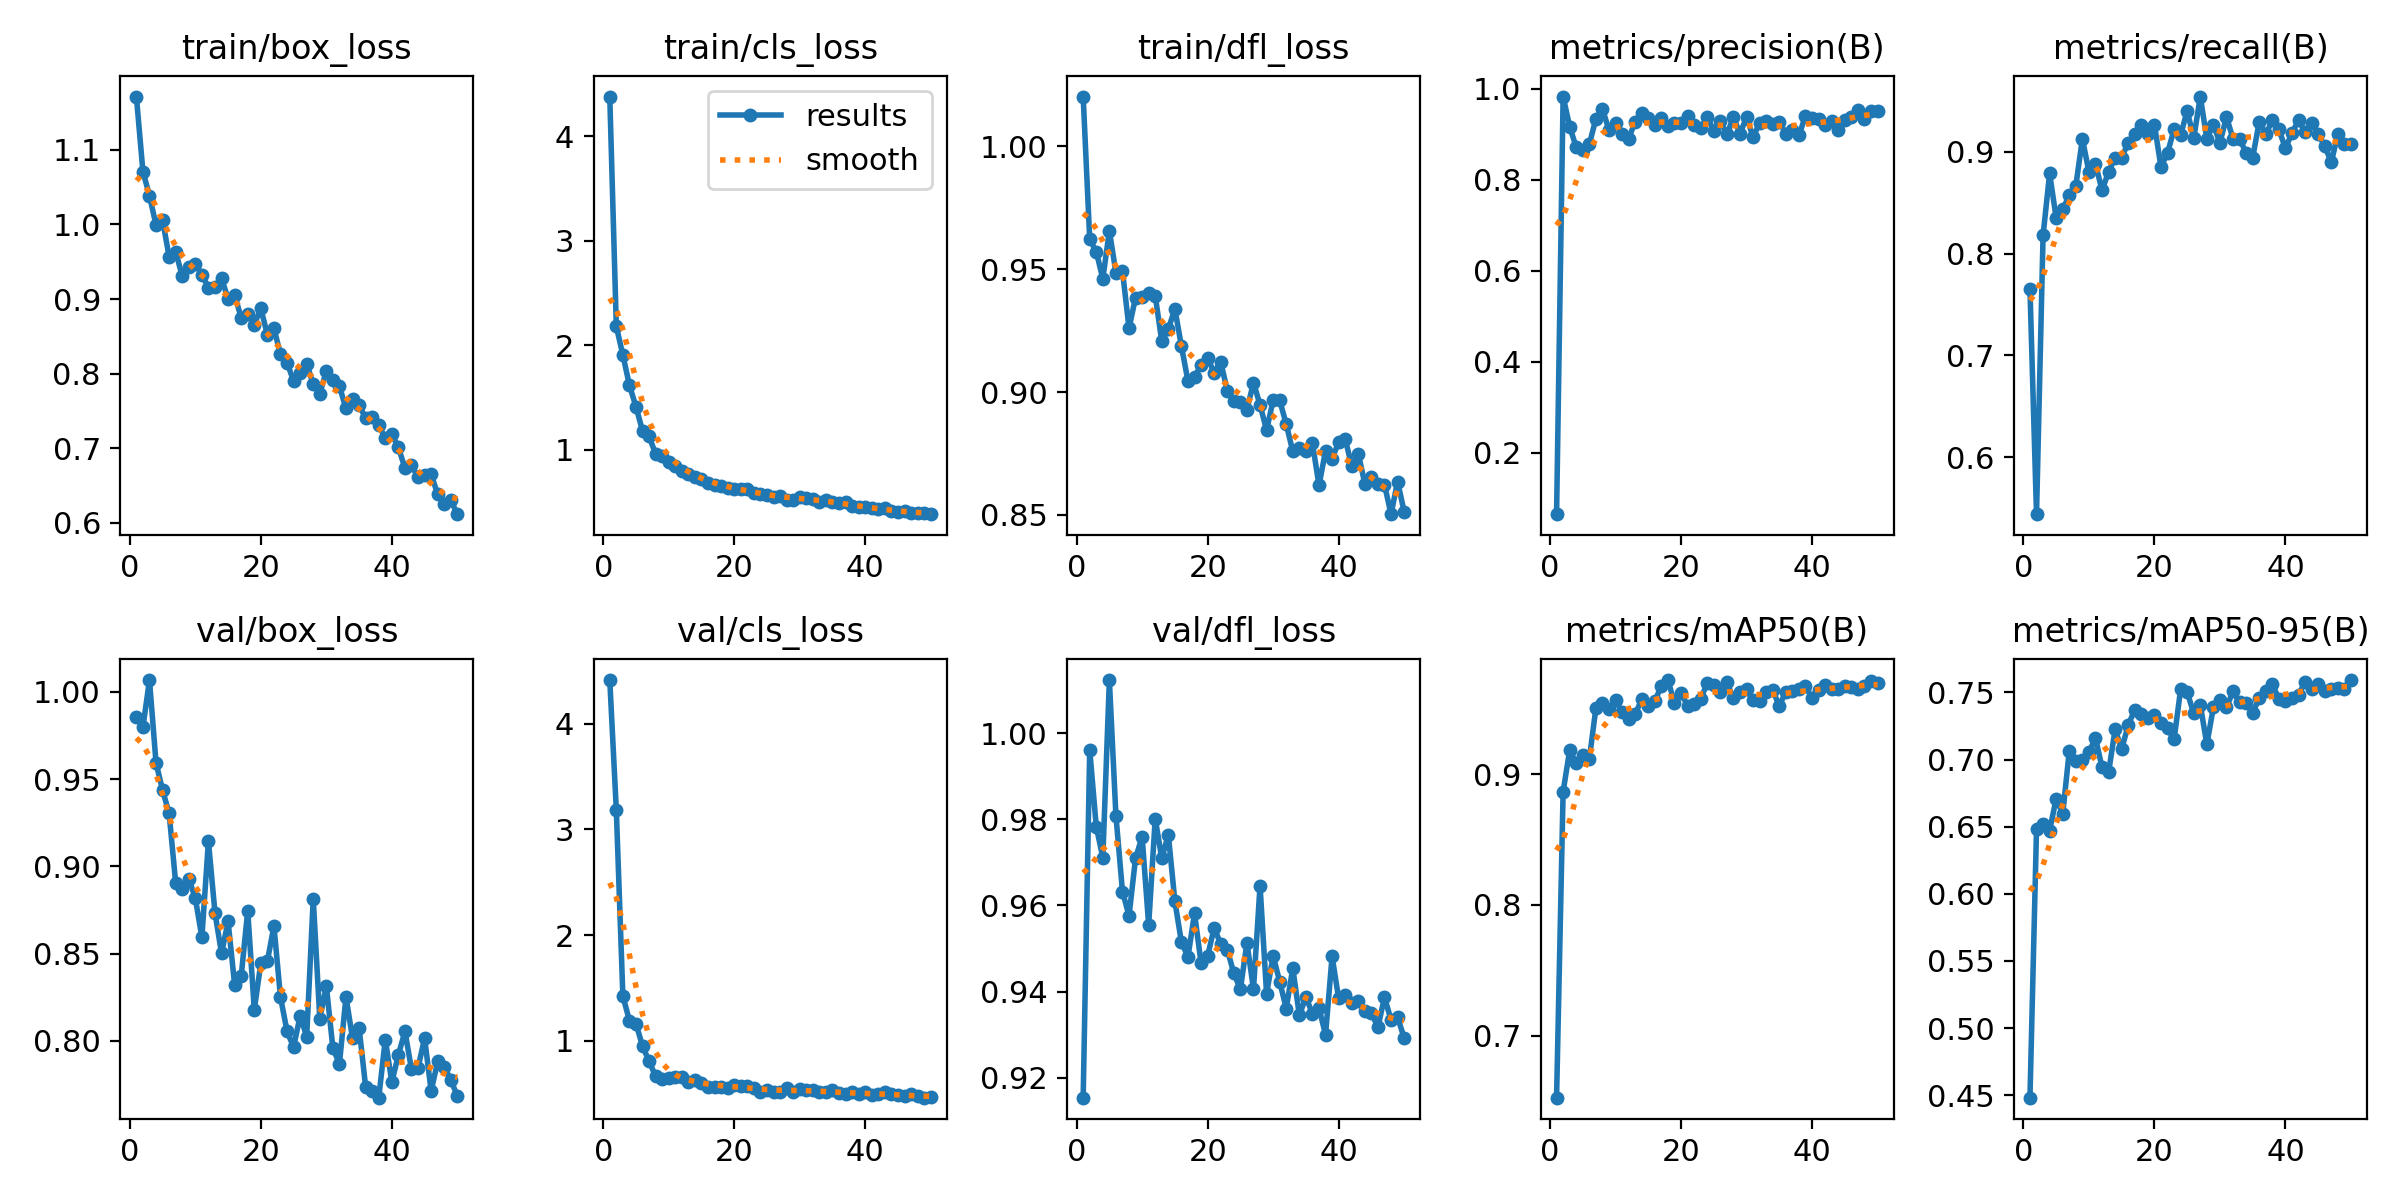 train/box_loss
1.1
1.0
0.9
0.8
0.7
0.6
0 20 40
train/cls_loss
results
smooth
4
3
2
1
0 20 40
train/dfl_loss
1.00
0.95
0.90
0.85
0 20 40
metrics/precision(B)
1.0
0.8
0.6
0.4
0.2
0 20 40
metrics/recall(B)
0.9
0.8
0.7
0.6
0 20 40
val/box_loss
1.00
0.95
0.90
0.85
0.80
0 20 40
val/cls_loss
4
3
2
1
0 20 40
val/dfl_loss
1.00
0.98
0.96
0.94
0.92
0 20 40
metrics/mAP50(B)
0.9
0.8
0.7
0 20 40
metrics/mAP50-95(B)
0.75
0.70
0.65
0.60
0.55
0.50
0.45
0 20 40